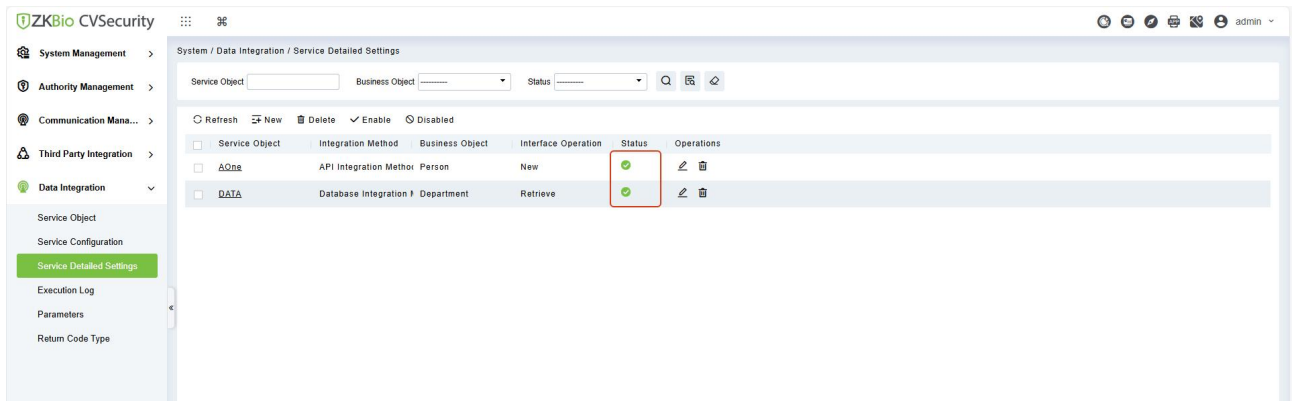 ZKBio CVSecurity
admin
System Management
Authority Management
Communication Mana...
Third Party Integration
Data Integration
Service Object
Service Configuration
Service Detailed Settings
Execution Log
Parameters
Return Code Type
System / Data Integration / Service Detailed Settings
Service Object Business Object ---------- Status ----------
Refresh New Delete Enable Disabled
Service Object Integration Method Business Object Interface Operation Status Operations
AOne API Integration Method Person New
DATA Database Integration Department Retrieve